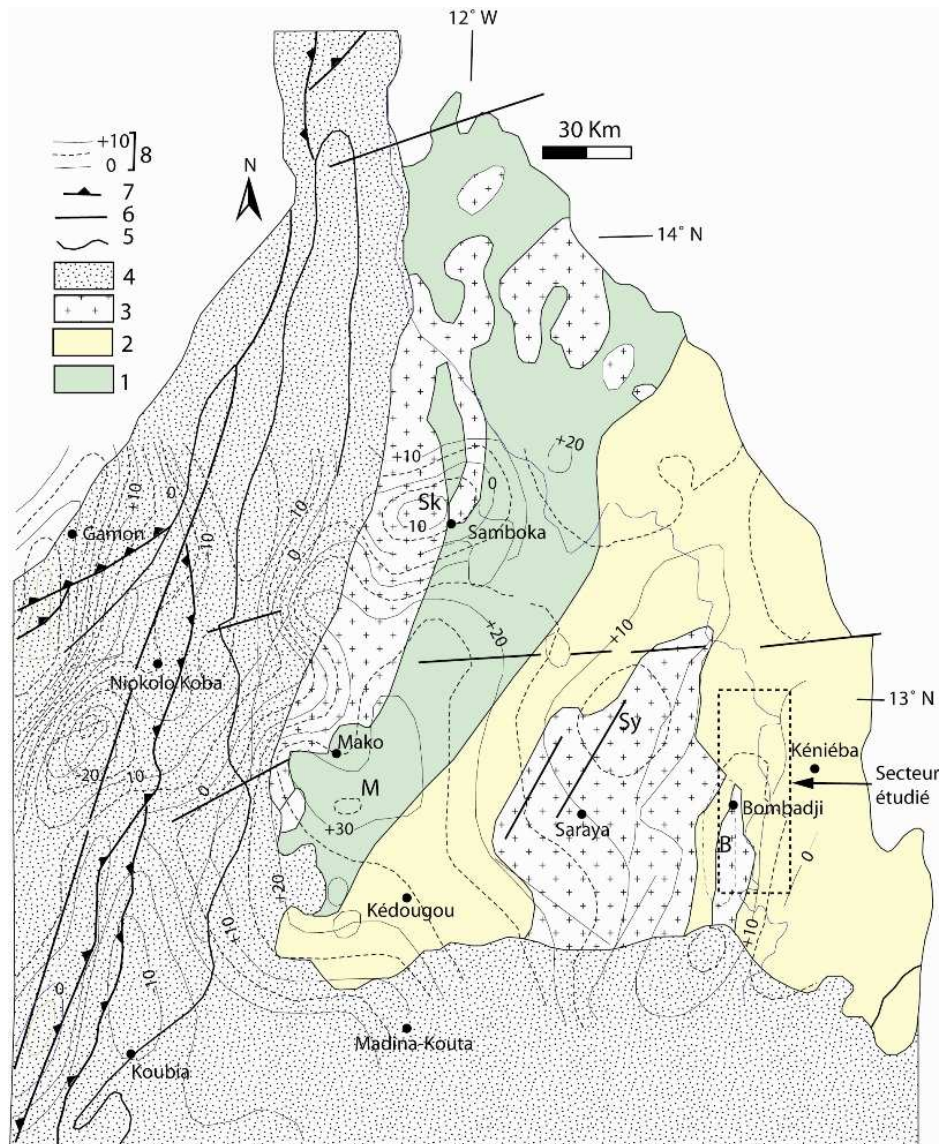 12° W
30 Km
N
14° N
+10
0
8
7
6
5
4
3
2
1
+20
+10
0
+10
0
-10
Sk
-10
Samboka
Gamon
-10
0
+20
+10
Niokolo Koba
13° N
Sy
Mako
Kéniéba
-20
10
0
M
Secteur
étudié
Bombadji
Saraya
+30
B
0
+20
Kédougou
+10
+10
0
10
Madina-Kouta
Koubia